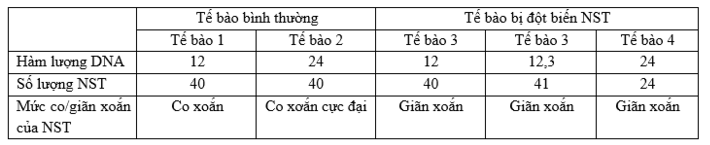 Tế bào bình thường Tế bào bị đột biến NST
Tế bào 1 Tế bào 2 Tế bào 3 Tế bào 3 Tế bào 4
Hàm lượng DNA 12 24 12 12,3 24
Số lượng NST 40 40 40 41 24
Mức co/giãn xoắn của NST Co xoắn Co xoắn cực đại Giãn xoắn Giãn xoắn Giãn xoắn